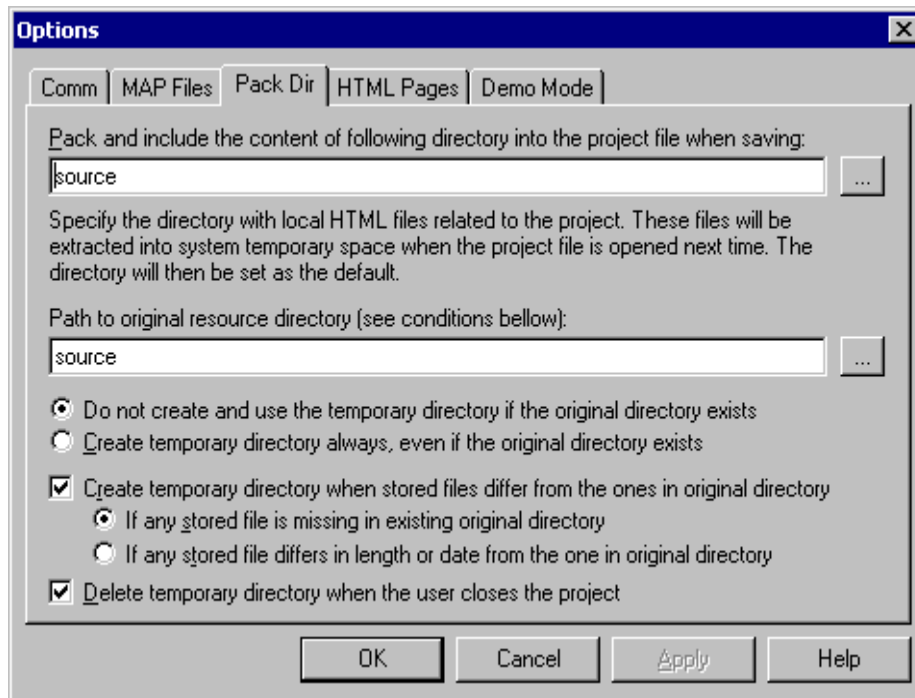 Options
Comm MAP Files Pack Dir HTML Pages Demo Mode
Pack and include the content of following directory into the project file when saving:
source ...
Specify the directory with local HTML files related to the project. These files will be
extracted into system temporary space when the project file is opened next time. The
directory will then be set as the default.
Path to original resource directory (see conditions bellow):
source ...
Do not create and use the temporary directory if the original directory exists
Create temporary directory always, even if the original directory exists
Create temporary directory when stored files differ from the ones in original directory
If any stored file is missing in existing original directory
If any stored file differs in length or date from the one in original directory
Delete temporary directory when the user closes the project
OK Cancel Apply Help